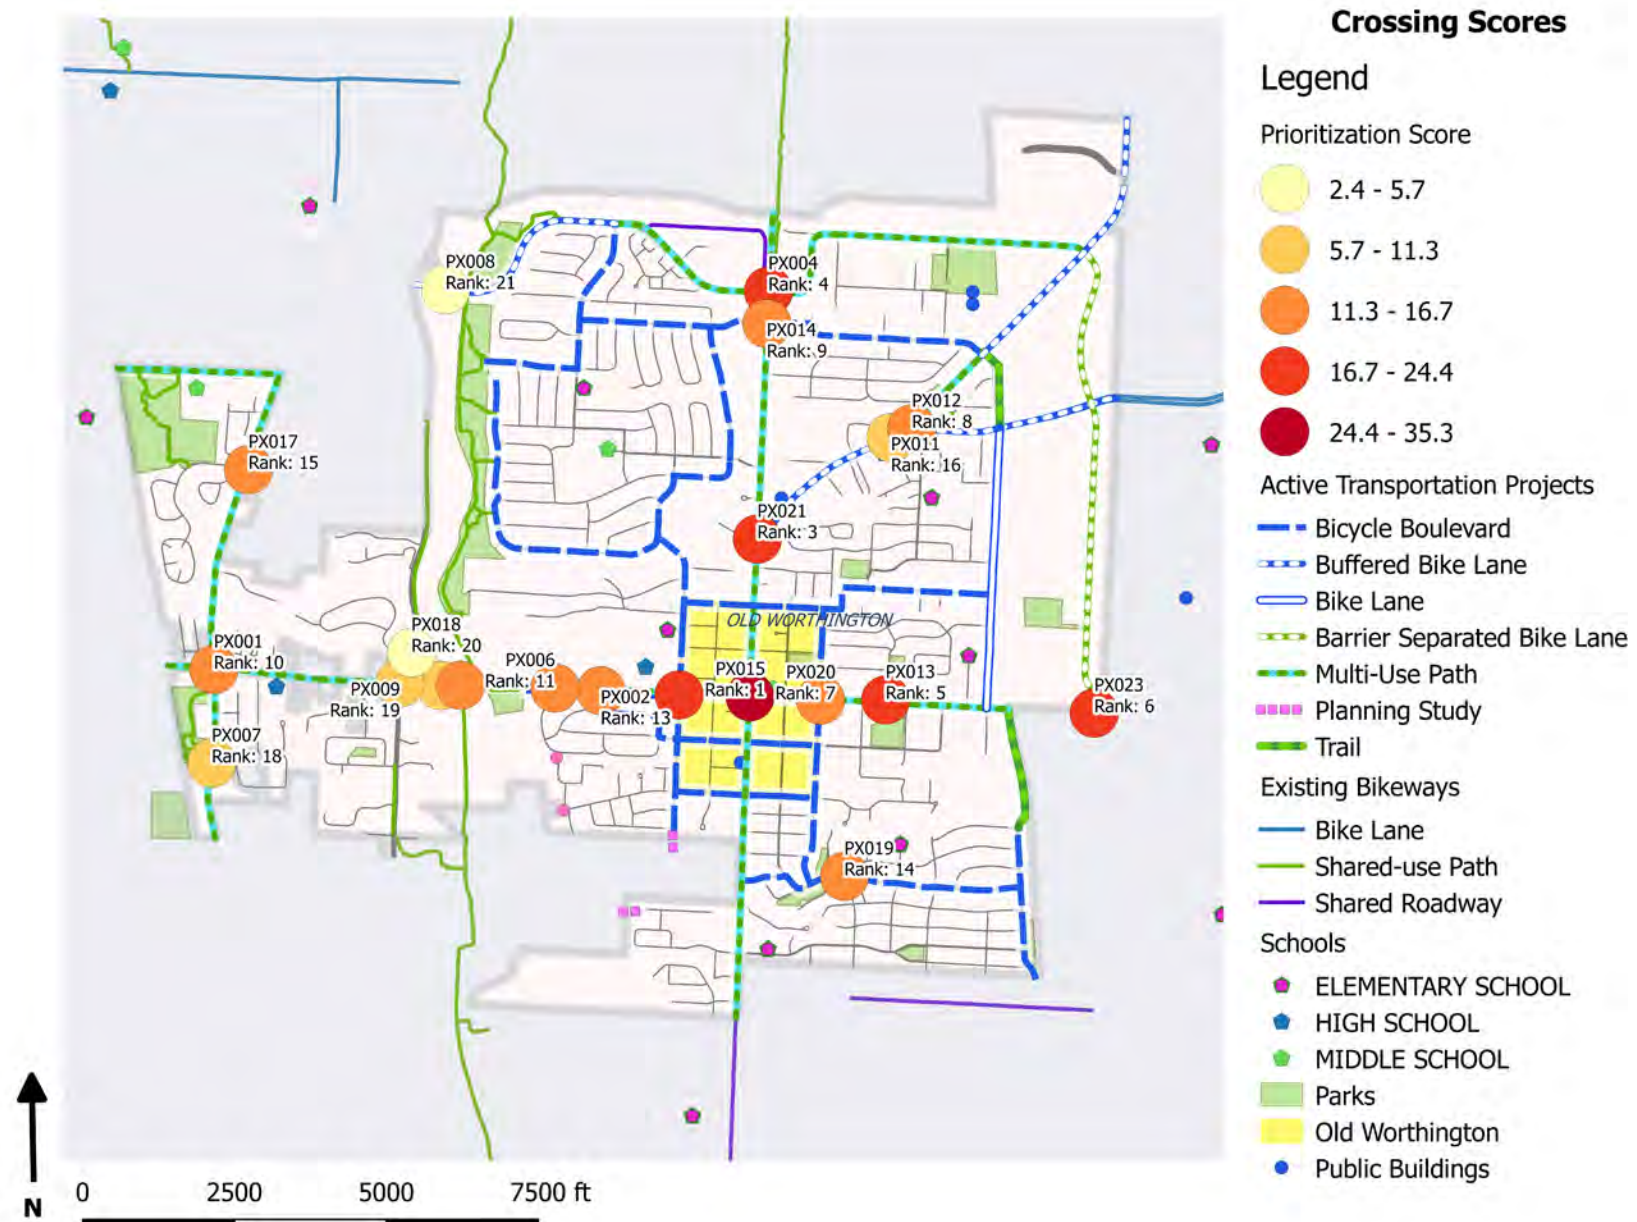 Crossing Scores
Legend
Prioritization Score
2.4 - 5.7
5.7 - 11.3
11.3 - 16.7
16.7 - 24.4
24.4 - 35.3
Active Transportation Projects
Bicycle Boulevard
Buffered Bike Lane
Bike Lane
Barrier Separated Bike Lane
Multi-Use Path
Planning Study
Trail
Existing Bikeways
Bike Lane
Shared-use Path
Shared Roadway
Schools
ELEMENTARY SCHOOL
HIGH SCHOOL
MIDDLE SCHOOL
Parks
Old Worthington
Public Buildings
PX008
Rank: 21
PX004
Rank: 4
PX014
Rank: 9
PX012
Rank: 8
PX011
Rank: 16
PX017
Rank: 15
PX021
Rank: 3
OLD WORTHINGTON
PX018
Rank: 20
PX001
Rank: 10
PX006
Rank: 11
PX009
Rank: 19
PX002
Rank: 13
PX015
Rank: 1
PX020
Rank: 7
PX013
Rank: 5
PX023
Rank: 6
PX007
Rank: 18
PX019
Rank: 14
N
0 2500 5000 7500 ft